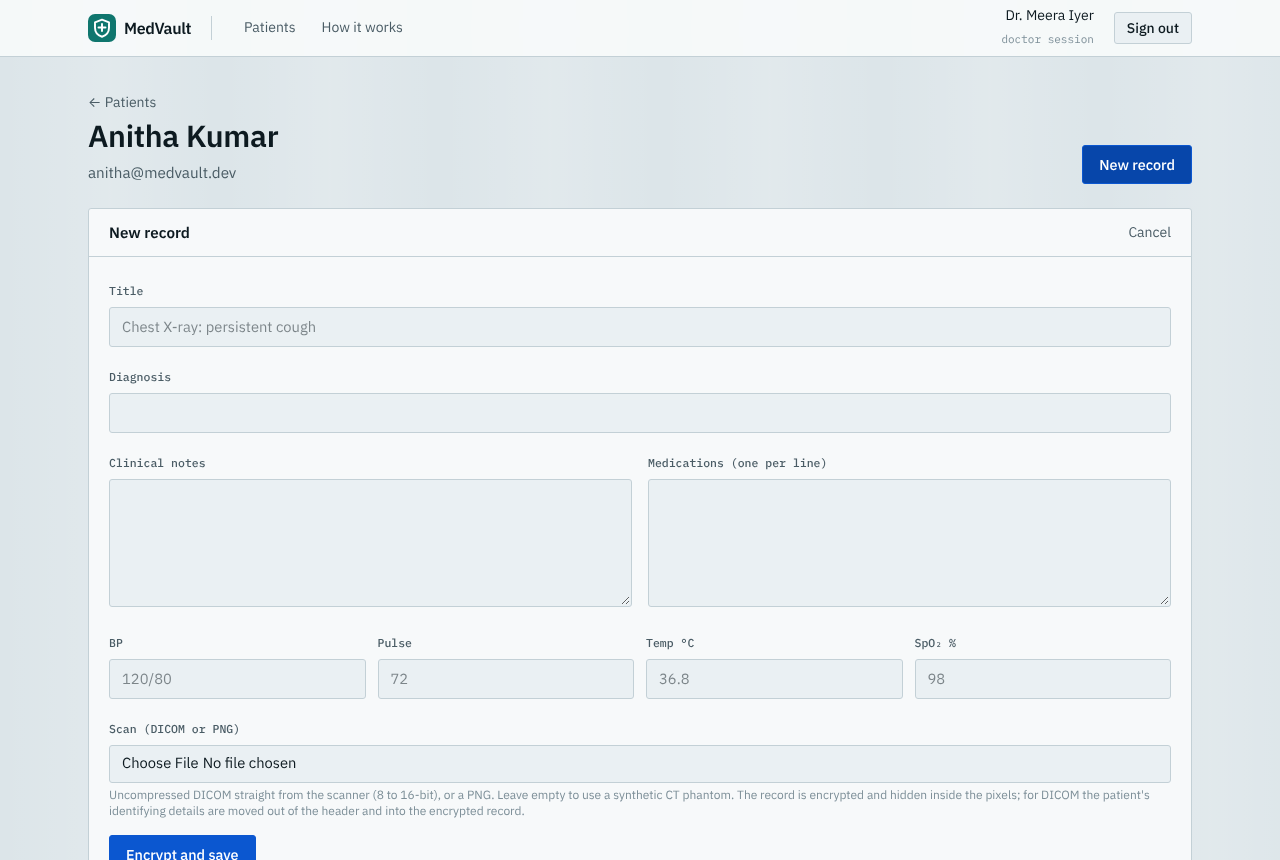 MedVault
Patients
How it works
Dr. Meera Iyer
doctor session
Sign out
← Patients
Anitha Kumar
anitha@medvault.dev
New record
New record
Cancel
Title
Chest X-ray: persistent cough
Diagnosis
Clinical notes
Medications (one per line)
BP
Pulse
Temp °C
SpO₂ %
120/80
72
36.8
98
Scan (DICOM or PNG)
Choose File No file chosen
Uncompressed DICOM straight from the scanner (8 to 16-bit), or a PNG. Leave empty to use a synthetic CT phantom. The record is encrypted and hidden inside the pixels; for DICOM the patient's
identifying details are moved out of the header and into the encrypted record.
Encrypt and save